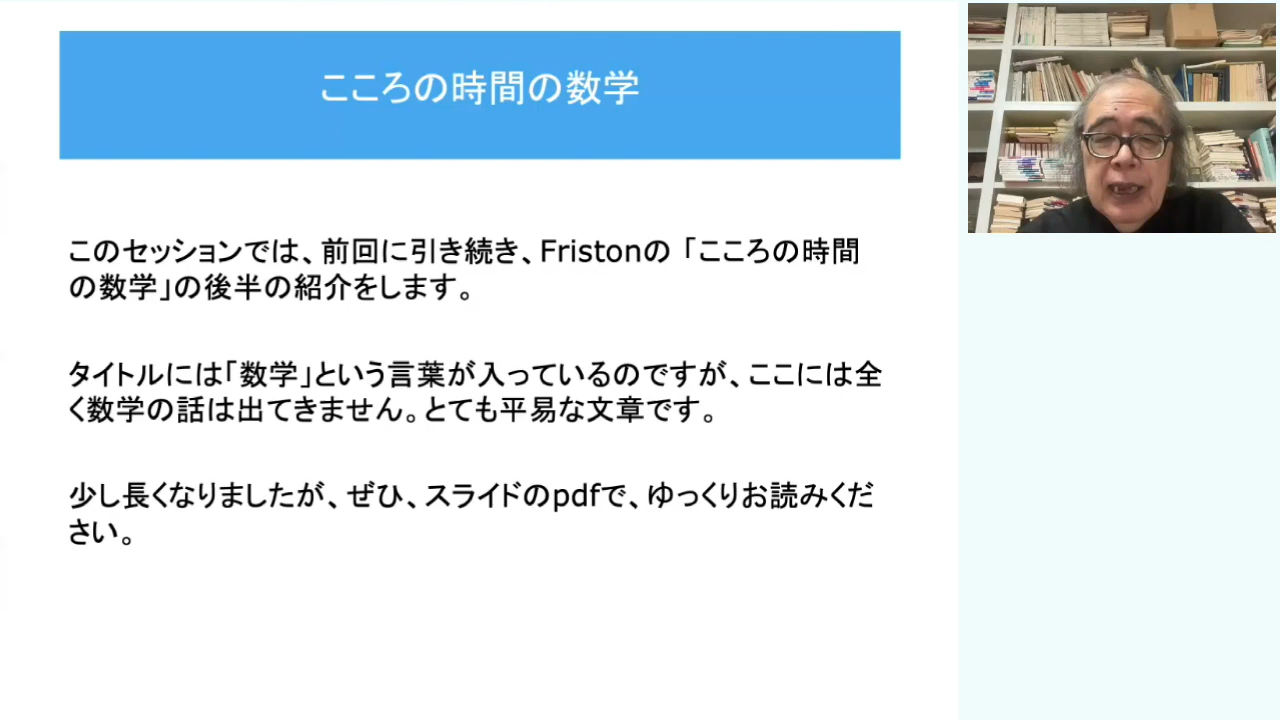 こころの時間の数学
このセッションでは、前回に引き続き、Fristonの「こころの時間
の数学」の後半の紹介をします。
タイトルには「数学」という言葉が入っているのですが、ここには全
く数学の話は出てきません。とても平易な文章です。
少し長くなりましたが、ぜひ、スライドのpdfで、ゆっくりお読みくだ
さい。